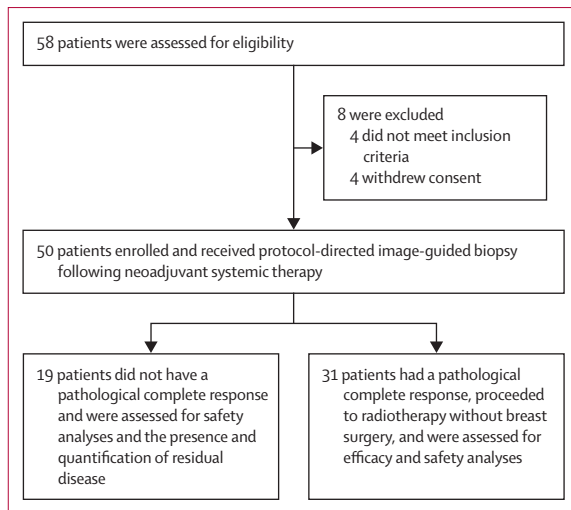 58 patients were assessed for eligibility
8 were excluded
4 did not meet inclusion
criteria
4 withdrew consent
50 patients enrolled and received protocol-directed image-guided biopsy
following neoadjuvant systemic therapy
19 patients did not have a
pathological complete response
and were assessed for safety
analyses and the presence and
quantification of residual
disease
31 patients had a pathological
complete response, proceeded
to radiotherapy without breast
surgery, and were assessed for
efficacy and safety analyses